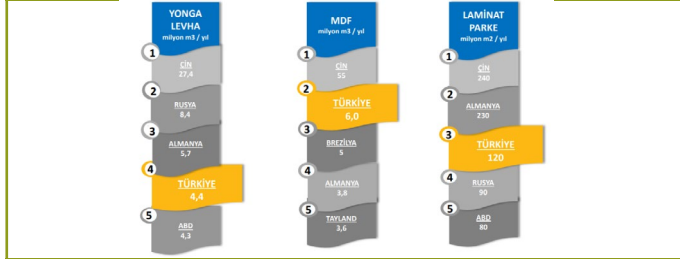 YONGA
LEVHA
milyon m3 / yıl
1
ÇİN
27,4
2
RUSYA
8,4
3
ALMANYA
5,7
4
TÜRKİYE
4,4
5
ABD
4,3
MDF
milyon m3 / yıl
1
ÇİN
55
2
TÜRKİYE
6,0
3
BREZİLYA
5
4
ALMANYA
3,8
5
TAYLAND
3,6
LAMİNAT
PARKE
milyon m2 / yıl
1
ÇİN
240
2
ALMANYA
230
3
TÜRKİYE
120
4
RUSYA
90
5
ABD
80